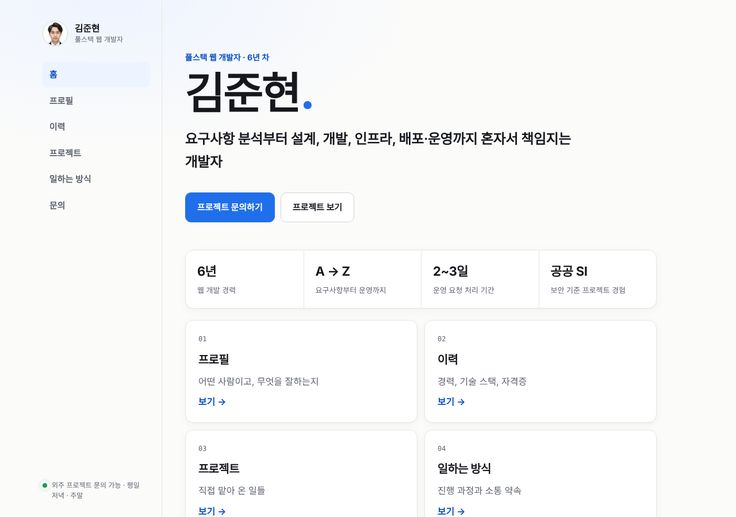 김준현
풀스택 웹 개발자
홈
프로필
이력
프로젝트
일하는 방식
문의
외주 프로젝트 문의 가능 · 평일
저녁 · 주말
풀스택 웹 개발자 · 6년 차
김준현.
요구사항 분석부터 설계, 개발, 인프라, 배포·운영까지 혼자서 책임지는
개발자
프로젝트 문의하기
프로젝트 보기
6년
웹 개발 경력
A → Z
요구사항부터 운영까지
2~3일
운영 요청 처리 기간
공공 SI
보안 기준 프로젝트 경험
01
프로필
어떤 사람이고, 무엇을 잘하는지
보기 →
02
이력
경력, 기술 스택, 자격증
보기 →
03
프로젝트
직접 맡아 온 일들
보기 →
04
일하는 방식
진행 과정과 소통 약속
보기 →